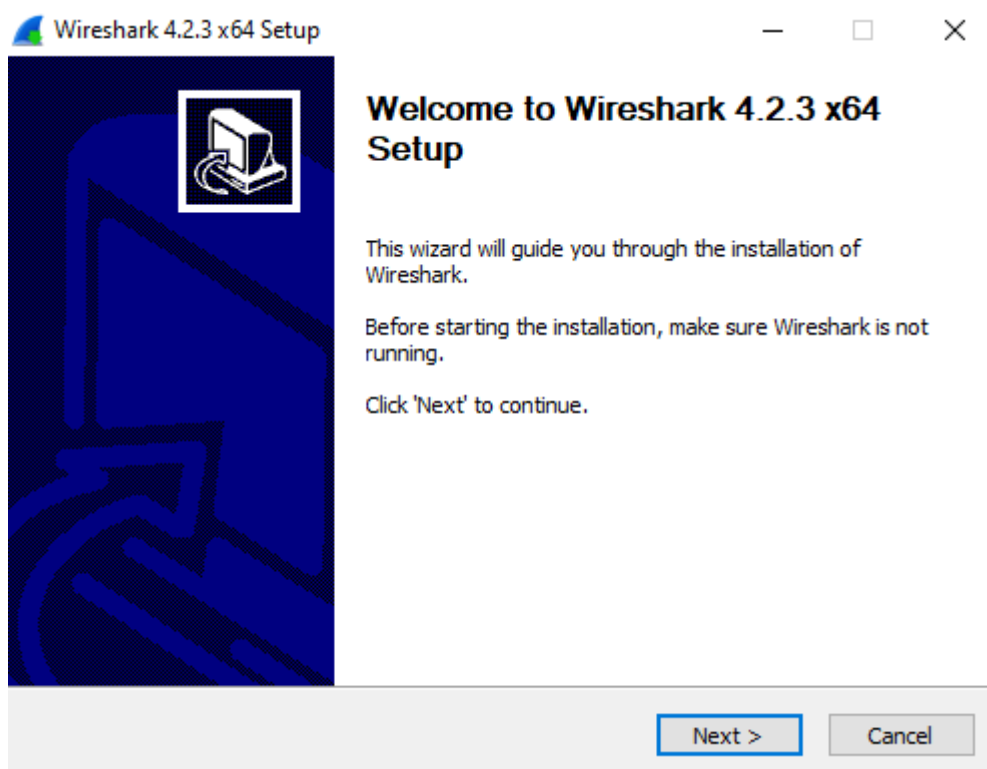 Wireshark 4.2.3 x64 Setup
Welcome to Wireshark 4.2.3 x64
Setup
This wizard will guide you through the installation of
Wireshark.
Before starting the installation, make sure Wireshark is not
running.
Click 'Next' to continue.
Next >
Cancel